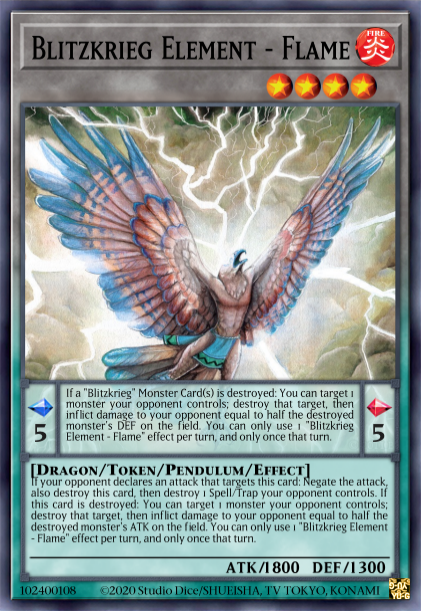 Blitzkrieg Element - Flame
FIRE
炎
If a "Blitzkrieg" Monster Card(s) is destroyed: You can target 1
monster your opponent controls; destroy that target, then
inflict damage to your opponent equal to half the destroyed
monster's DEF on the field. You can only use 1 "Blitzkrieg
Element - Flame" effect per turn, and only once that turn.
5
5
[Dragon/Token/Pendulum/Effect]
If your opponent declares an attack that targets this card: Negate the attack,
also destroy this card, then destroy 1 Spell/Trap your opponent controls. If
this card is destroyed: You can target 1 monster your opponent controls;
destroy that target, then inflict damage to your opponent equal to half the
destroyed monster's ATK on the field. You can only use 1 "Blitzkrieg Element
- Flame" effect per turn, and only once that turn.
ATK/1800 DEF/1300
102400108 ©2020 Studio Dice/SHUEISHA, TV TOKYO, KONAMI